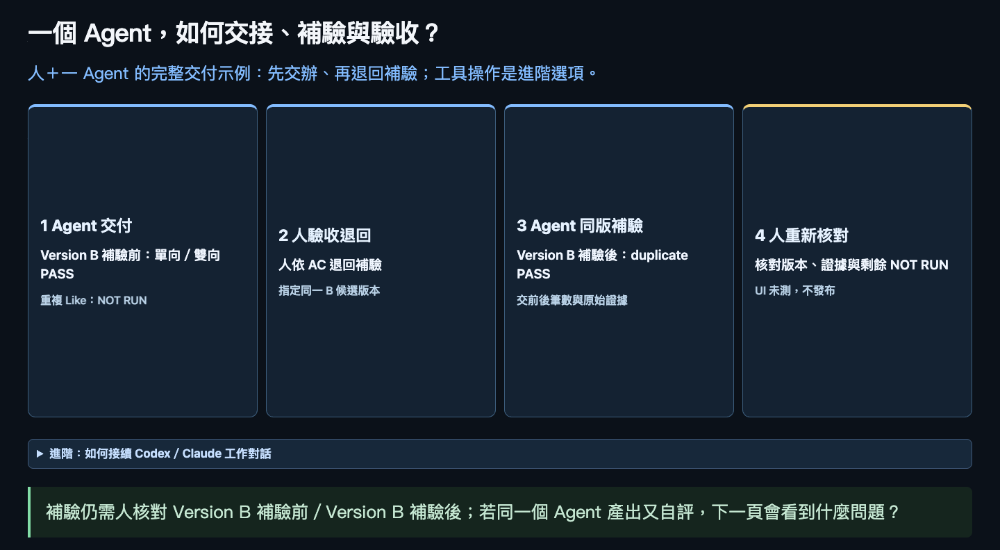 一個 Agent，如何交接、補驗與驗收？
人＋一 Agent 的完整交付示例：先交辦、再退回補驗；工具操作是進階選項。
1 Agent 交付
Version B 補驗前：單向 / 雙向
PASS
重複 Like：NOT RUN
2 人驗收退回
人依 AC 退回補驗
指定同一 B 候選版本
3 Agent 同版補驗
Version B 補驗後：duplicate
PASS
交前後筆數與原始證據
4 人重新核對
核對版本、證據與剩餘 NOT RUN
UI 未測，不發布
▶ 進階：如何接續 Codex / Claude 工作對話
補驗仍需人核對 Version B 補驗前 / Version B 補驗後；若同一個 Agent 產出又自評，下一頁會看到什麼問題？